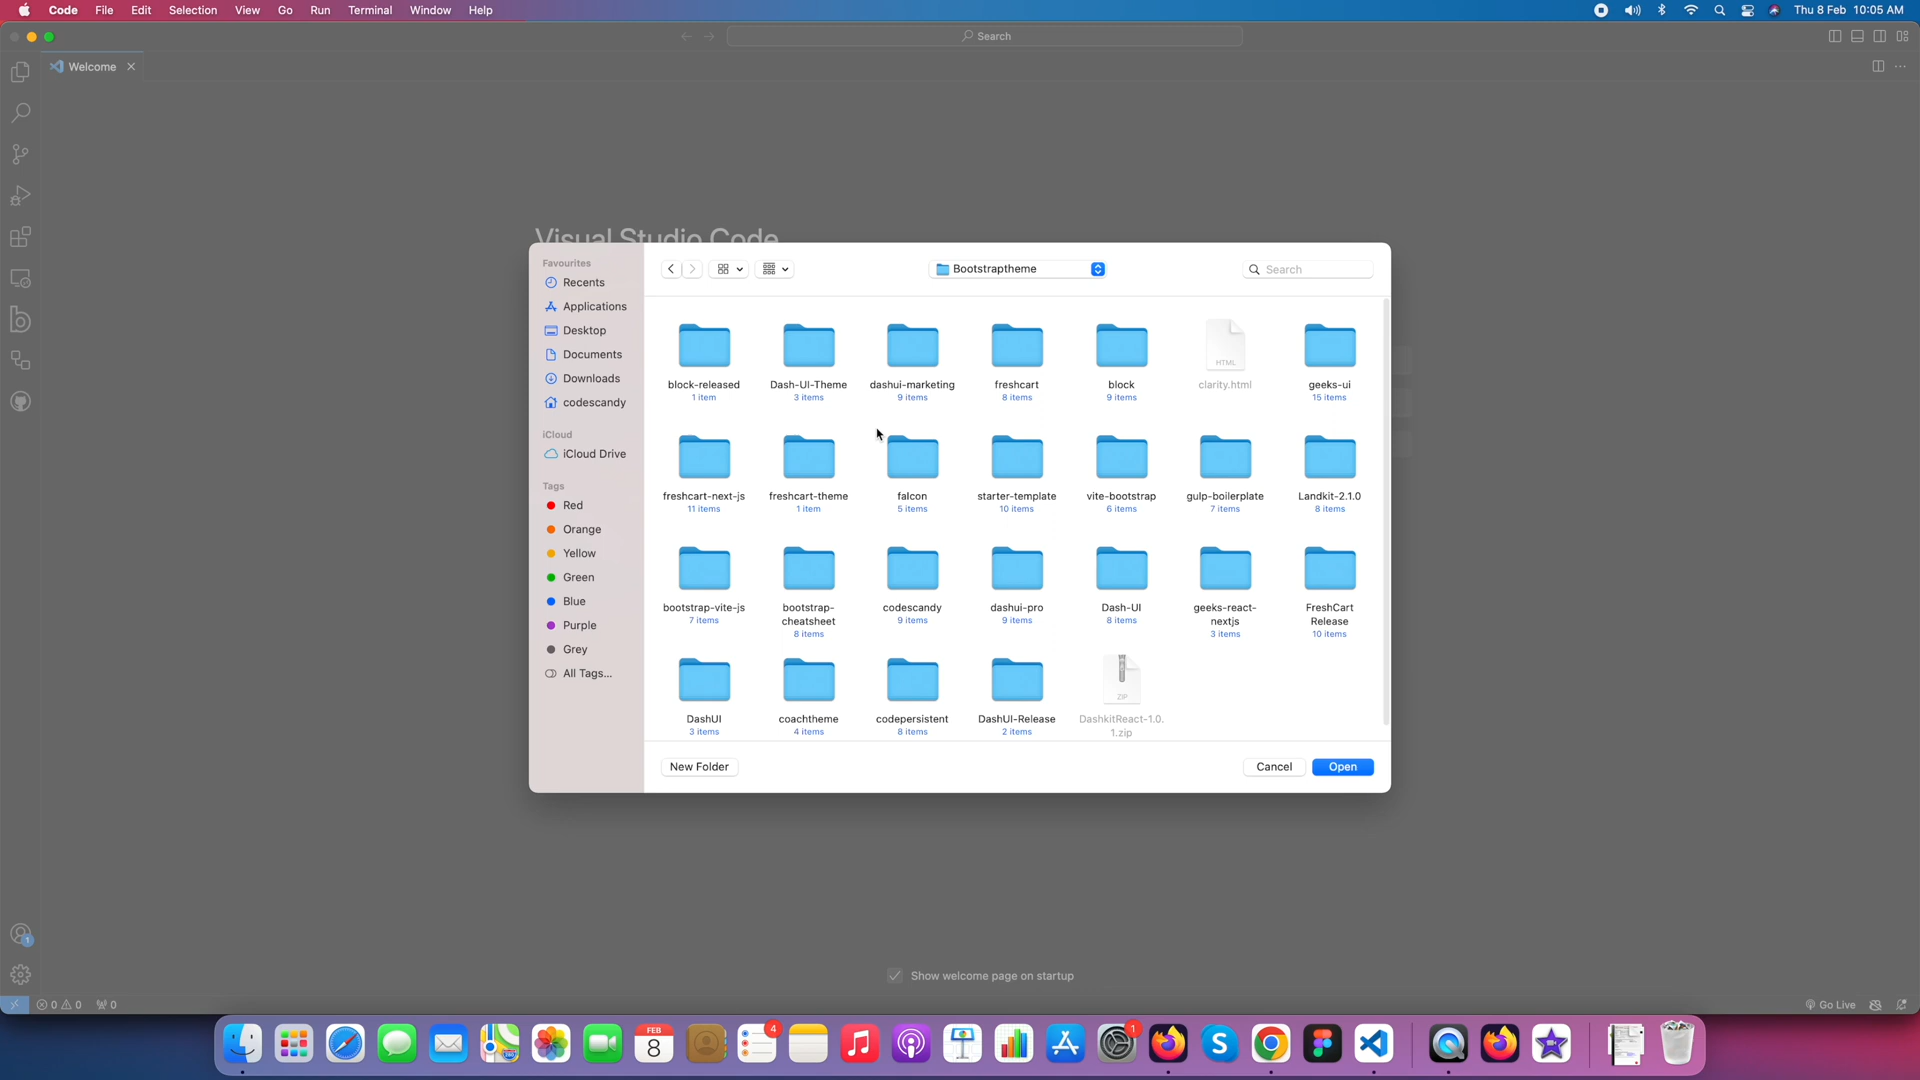 Code File Edit Selection View Go Run Terminal Window Help Thu 8 Feb 10:05 AM
Search
Welcome
Visual Studio Code
Favourites
Recents
Applications
Desktop
Documents
Downloads
codescandy
iCloud
iCloud Drive
Tags
Red
Orange
Yellow
Green
Blue
Purple
Grey
All Tags...
Bootstraptheme
Search
block-released Dash-UI-Theme dashui-marketing freshcart block clarity.html geeks-ui
1 item 3 items 9 items 8 items 9 items 15 items
HTML
freshcart-next-js freshcart-theme falcon starter-template vite-bootstrap gulp-boilerplate Landkit-2.1.0
11 items 1 item 5 items 10 items 6 items 7 items 8 items
bootstrap-vite-js bootstrap- codescandy dashui-pro Dash-UI geeks-react- FreshCart
7 items cheatsheet 9 items 9 items 8 items nextjs Release
8 items 3 items 10 items
ZIP
DashUI coachtheme codepersistent DashUI-Release DashkitReact-1.0.
3 items 4 items 8 items 2 items 1.zip
New Folder Cancel Open
Show welcome page on startup
1
0 0 0 Go Live
FEB
8
4
1